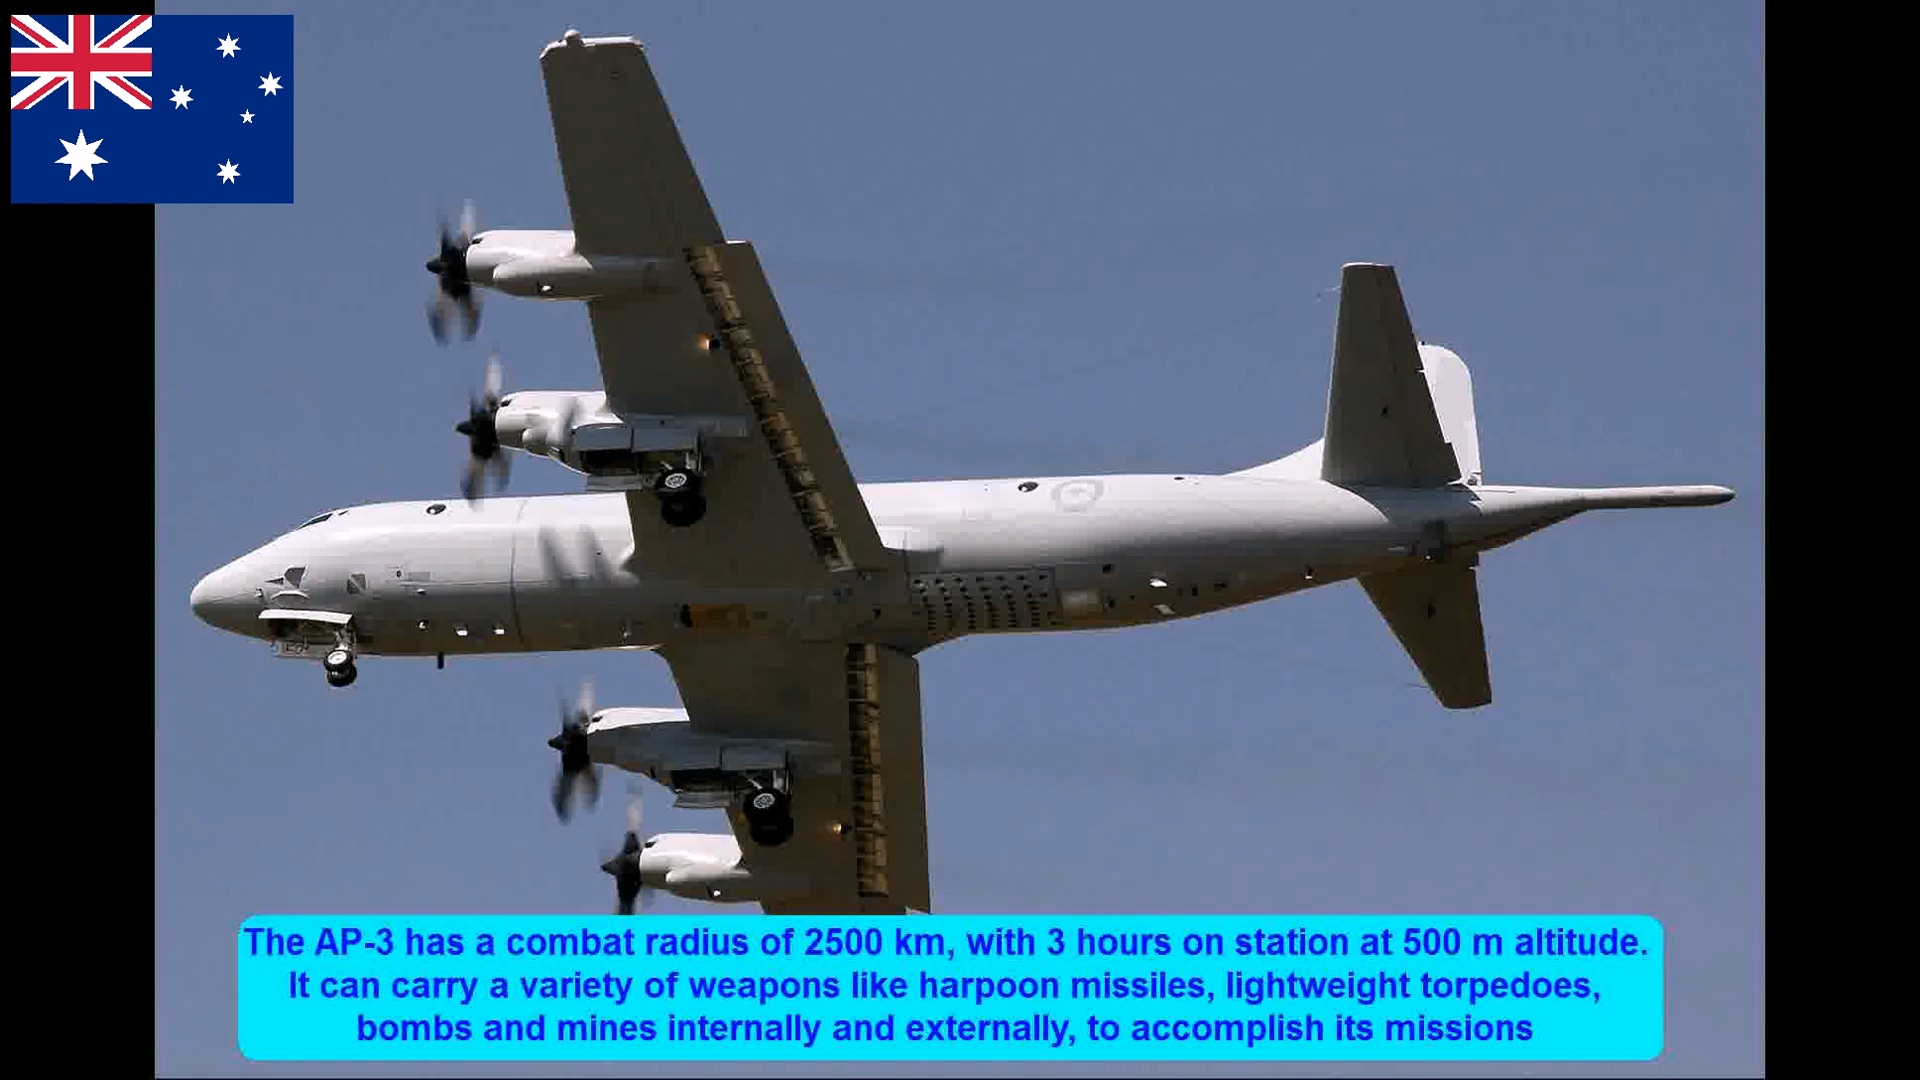 The AP-3 has a combat radius of 2500 km, with 3 hours on station at 500 m altitude.
It can carry a variety of weapons like harpoon missiles, lightweight torpedoes,
bombs and mines internally and externally, to accomplish its missions